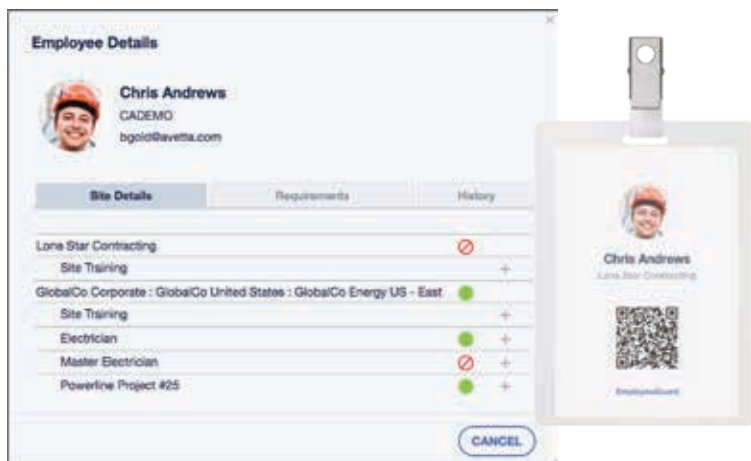 Employee Details
Chris Andrews
CADEMO
bgold@avetta.com
Site Details
Requirements
History
Lone Star Contracting
Site Training
GlobalCo Corporate : GlobalCo United States : GlobalCo Energy US - East
Site Training
Electrician
Master Electrician
Powerline Project #25
CANCEL
Chris Andrews
Lone Star Contracting
EmployeeGuard